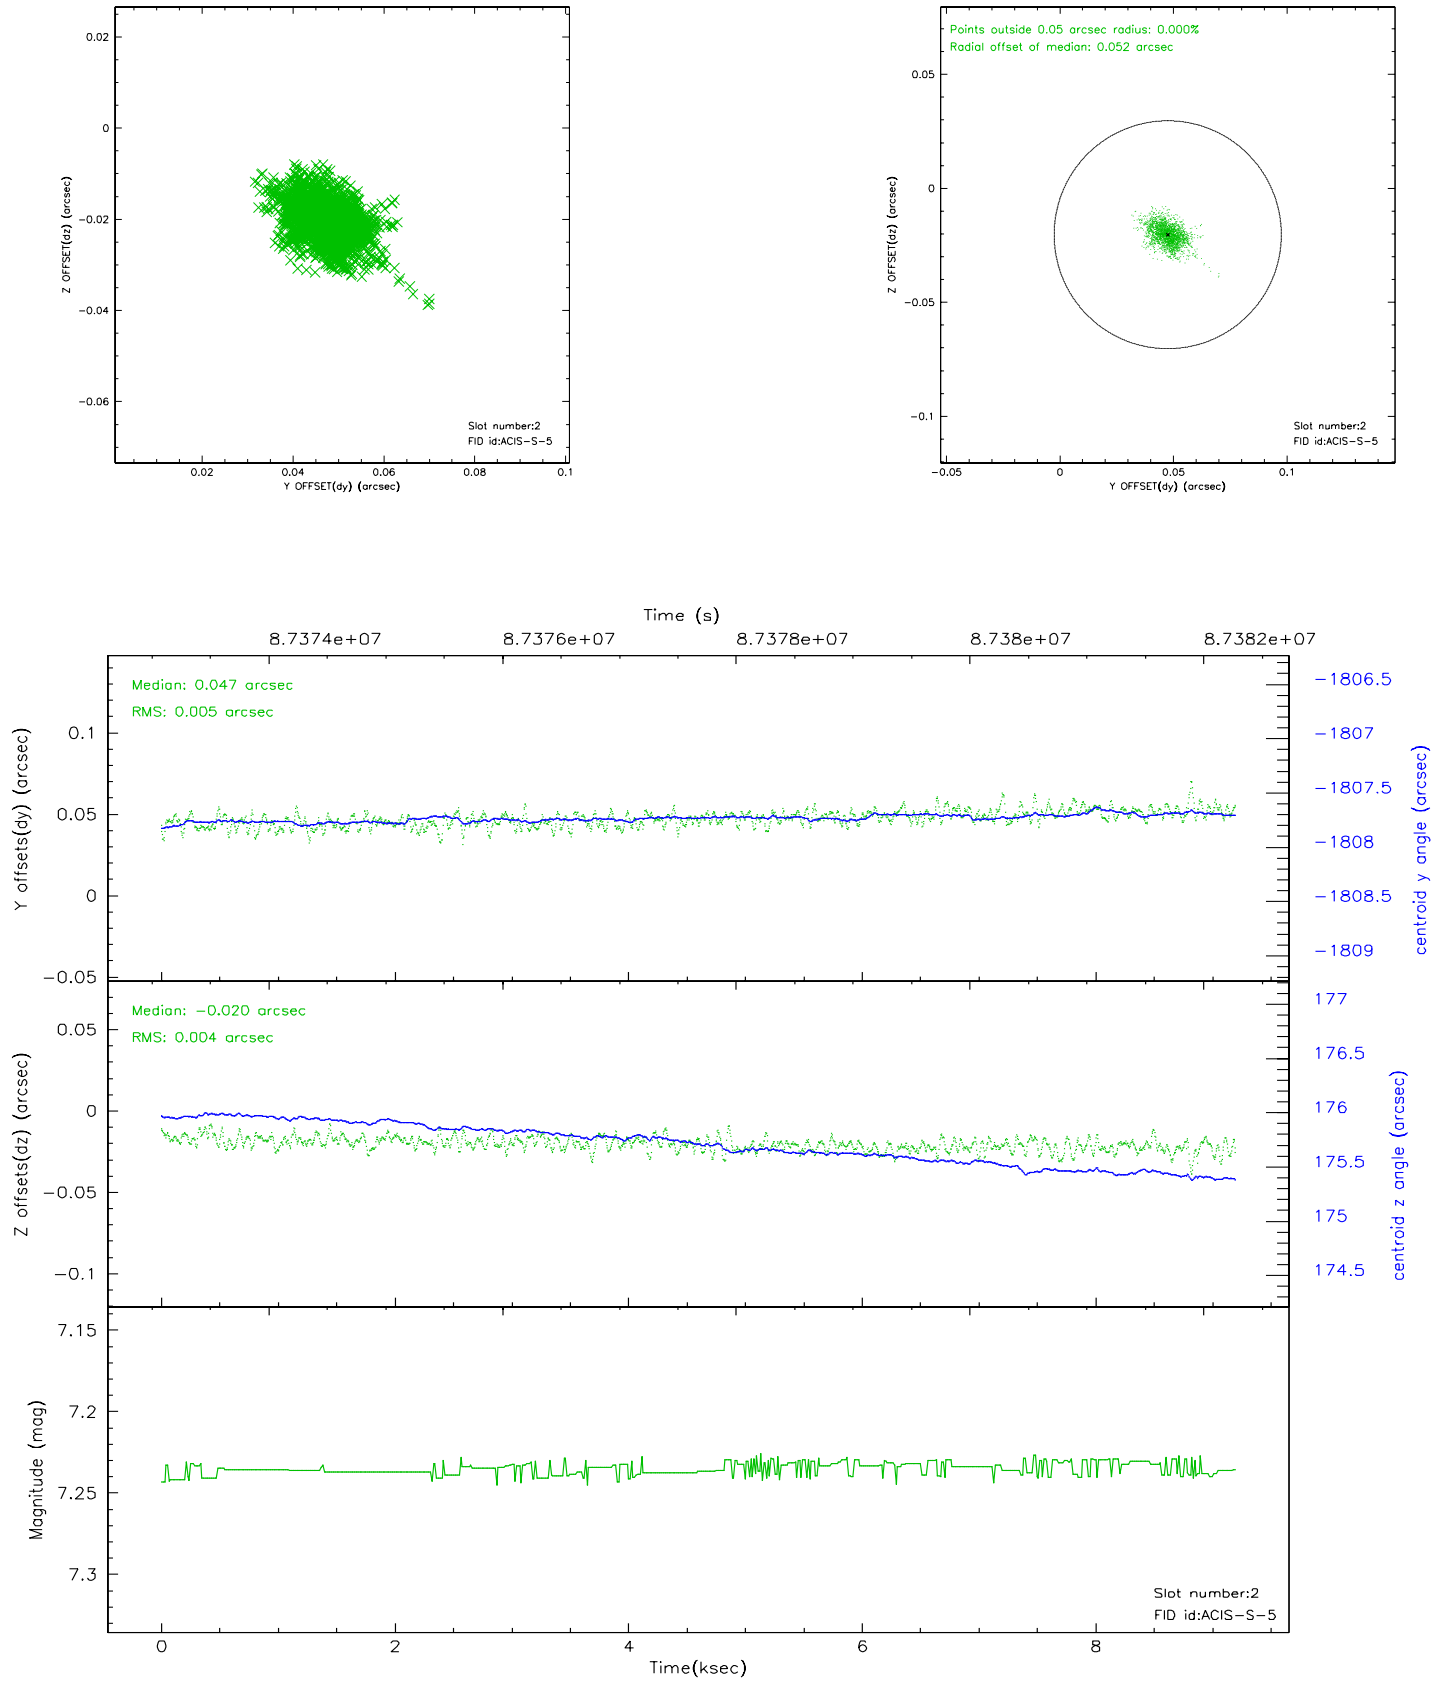 0.02
0
-0.02
-0.04
-0.06
Z OFFSET(dz) (arcsec)
Slot number:2
FID id:ACIS-S-5
0.02 0.04 0.06 0.08 0.1
Y OFFSET(dy) (arcsec)
Points outside 0.05 arcsec radius: 0.000%
Radial offset of median: 0.052 arcsec
0.05
0
-0.05
-0.1
Z OFFSET(dz) (arcsec)
Slot number:2
FID id:ACIS-S-5
-0.05 0 0.05 0.1
Y OFFSET(dy) (arcsec)
Time (s)
8.7374e+07 8.7376e+07 8.7378e+07 8.738e+07 8.7382e+07
Median: 0.047 arcsec
RMS: 0.005 arcsec
0.1
0.05
0
-0.05
Y offsets(dy) (arcsec)
-1806.5
-1807
-1807.5
-1808
-1808.5
-1809
centroid y angle (arcsec)
Median: -0.020 arcsec
RMS: 0.004 arcsec
0.05
0
-0.05
-0.1
Z offsets(dz) (arcsec)
177
176.5
176
175.5
175
174.5
centroid z angle (arcsec)
7.15
7.2
7.25
7.3
Magnitude (mag)
Slot number:2
FID id:ACIS-S-5
0 2 4 6 8
Time(ksec)